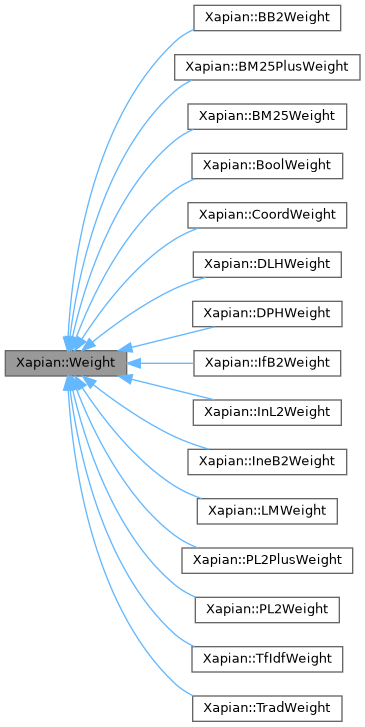 Xapian::BB2Weight
Xapian::BM25PlusWeight
Xapian::BM25Weight
Xapian::BoolWeight
Xapian::CoordWeight
Xapian::DLHWeight
Xapian::DPHWeight
Xapian::Weight
Xapian::IfB2Weight
Xapian::InL2Weight
Xapian::IneB2Weight
Xapian::LMWeight
Xapian::PL2PlusWeight
Xapian::PL2Weight
Xapian::TfIdfWeight
Xapian::TradWeight